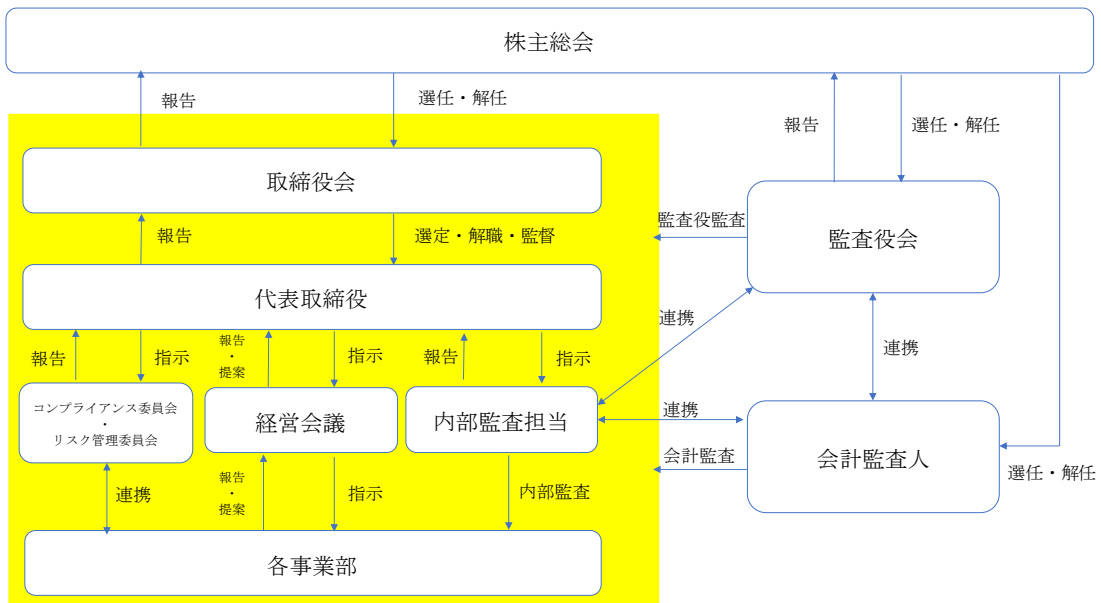 株主総会
報告
選任・解任
報告
選任・解任
取締役会
監査役監査
監査役会
報告
選定・解職・監督
代表取締役
連携
報告
指示
報告
・
提案
指示
報告
指示
連携
コンプライアンス委員会
・
リスク管理委員会
経営会議
内部監査担当
連携
会計監査
会計監査人
選任・解任
連携
報告
・
提案
指示
内部監査
各事業部